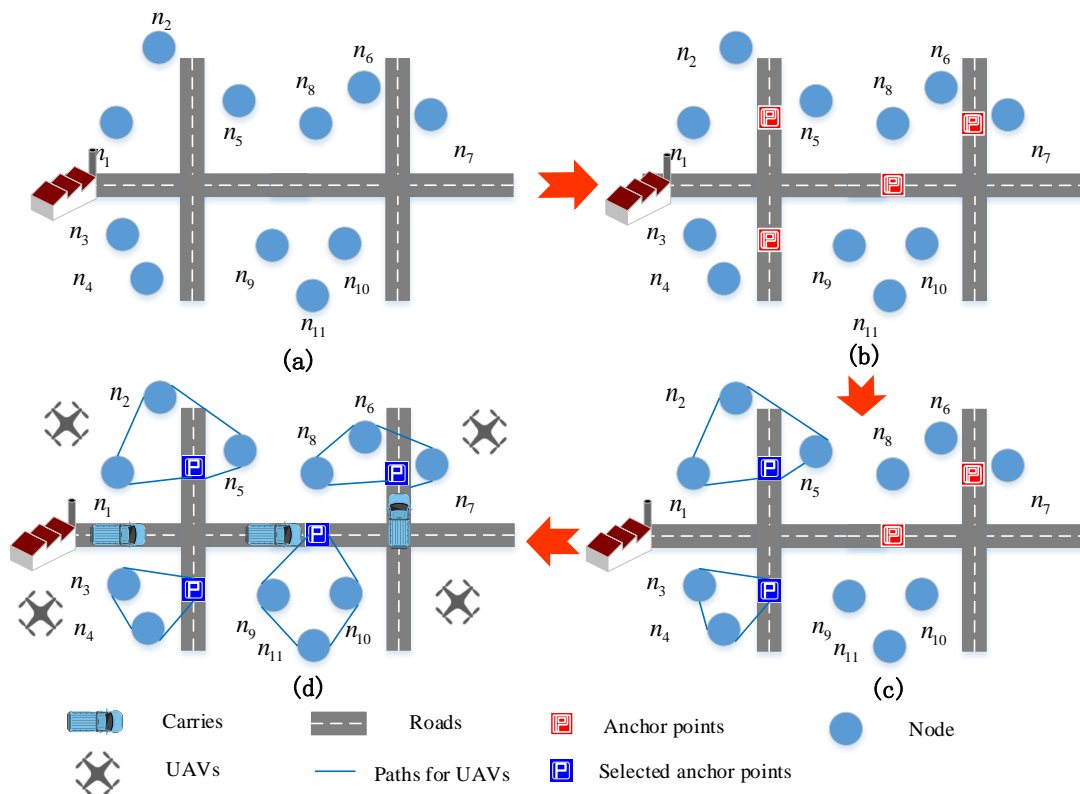 n2
n6
n8
n5
n1
n7
n3
n4
n9
n10
n11
(a)
n2
n6
n8
n5
n1
n7
n3
n4
n9
n10
n11
(b)
P
P
P
P
n2
n6
n8
n5
n1
n7
n3
n4
n9
n10
n11
(d)
P
P
P
P
n2
n6
n8
n5
n1
n7
n3
n4
n9
n10
n11
(c)
P
P
P
P
Carries
Roads
P
Anchor points
Node
UAVs
Paths for UAVs
P
Selected anchor points